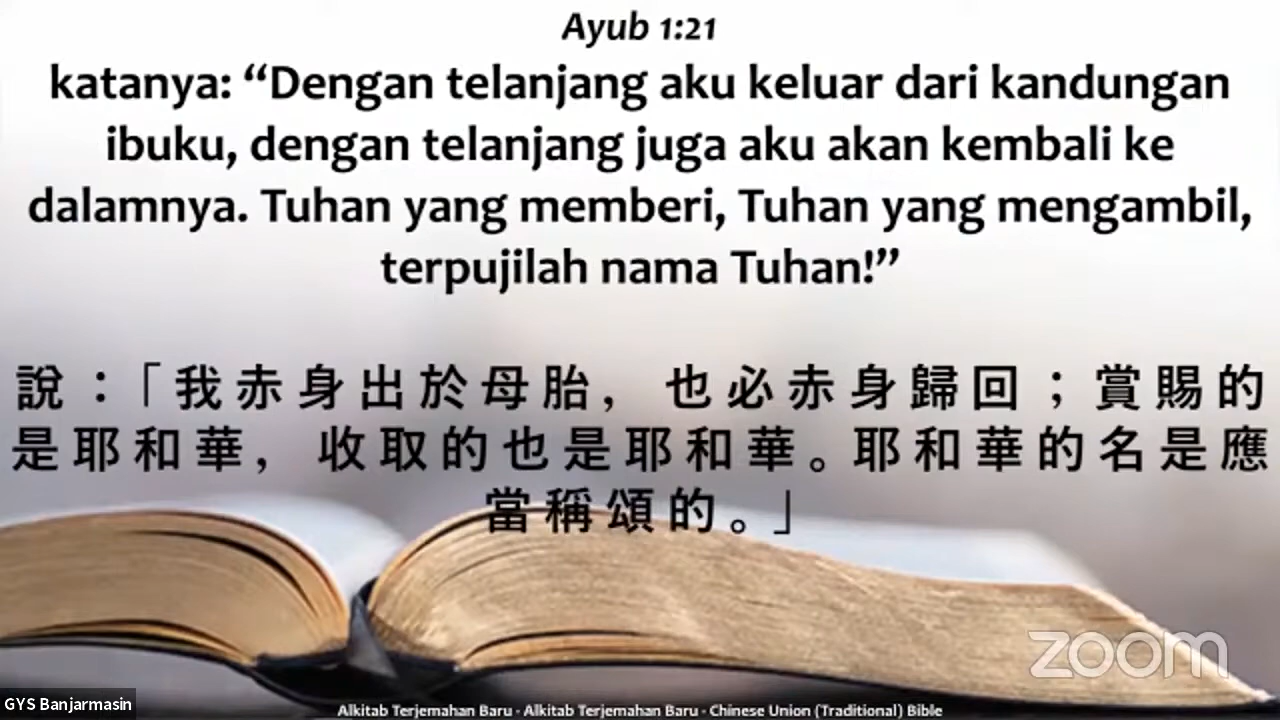 Ayub 1:21
katanya: “Dengan telanjang aku keluar dari kandungan
ibuku, dengan telanjang juga aku akan kembali ke
dalamnya. Tuhan yang memberi, Tuhan yang mengambil,
terpujilah nama Tuhan!”
說：「我赤身出於母胎，也必赤身歸回；賞賜的
是耶和華，收取的也是耶和華。耶和華的名是應
當稱頌的。」
zoom
GYS Banjarmasin
Alkitab Terjemahan Baru - Alkitab Terjemahan Baru - Chinese Union (Traditional) Bible